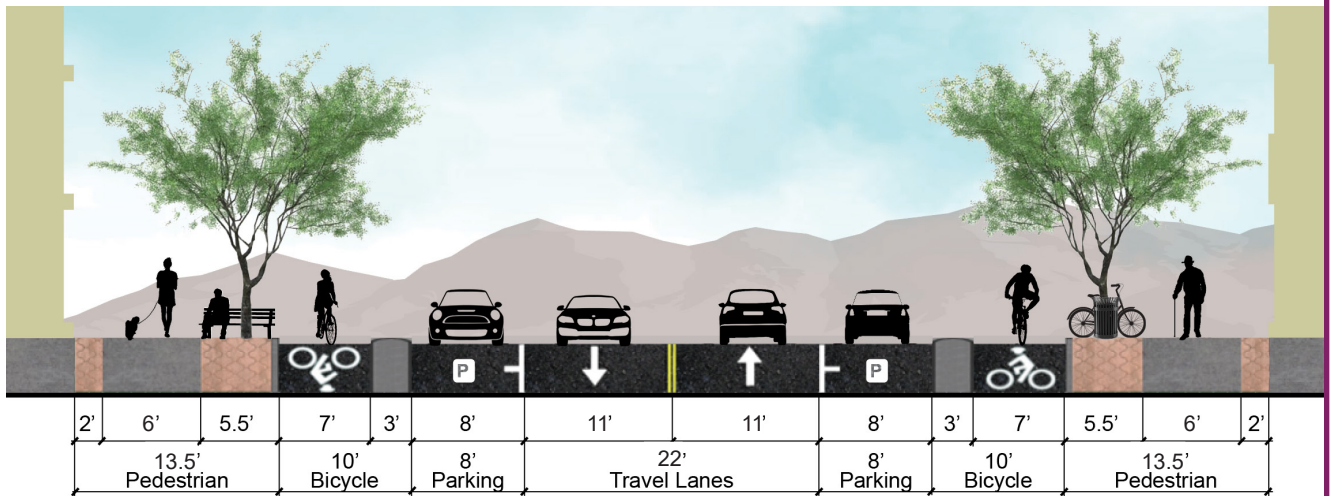 P
P
2’ 6’ 5.5’ 7’ 3’ 8’ 11’ 11’ 8’ 3’ 7’ 5.5’ 6’ 2’
13.5’ 10’ 8’ 22’ 8’ 10’ 13.5’
Pedestrian Bicycle Parking Travel Lanes Parking Bicycle Pedestrian